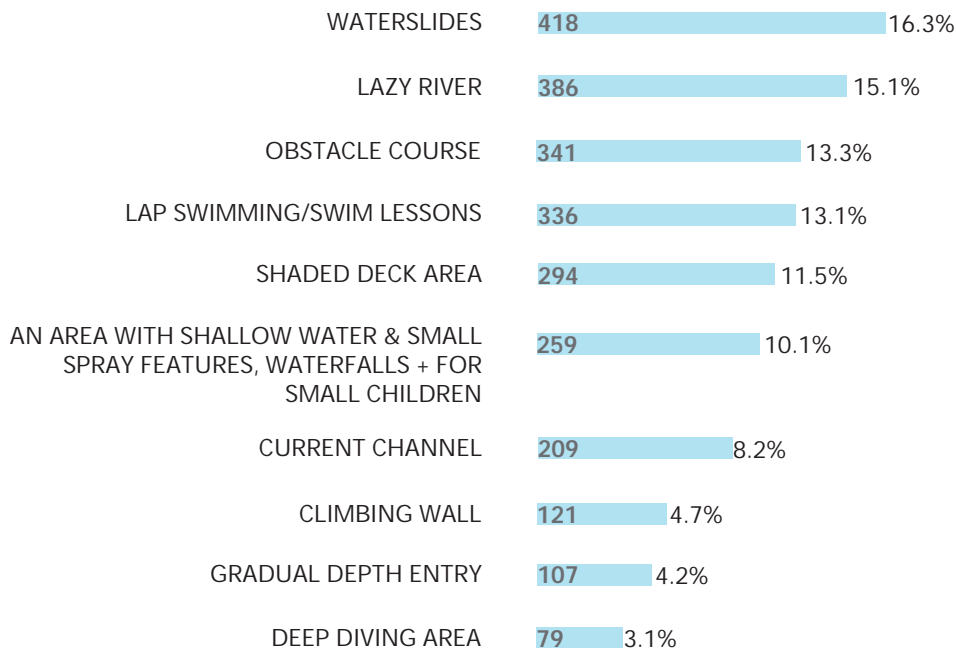 WATERSLIDES 418 16.3%
LAZY RIVER 386 15.1%
OBSTACLE COURSE 341 13.3%
LAP SWIMMING/SWIM LESSONS 336 13.1%
SHADED DECK AREA 294 11.5%
AN AREA WITH SHALLOW WATER & SMALL
SPRAY FEATURES, WATERFALLS + FOR
SMALL CHILDREN
259 10.1%
CURRENT CHANNEL 209 8.2%
CLIMBING WALL 121 4.7%
GRADUAL DEPTH ENTRY 107 4.2%
DEEP DIVING AREA 79 3.1%